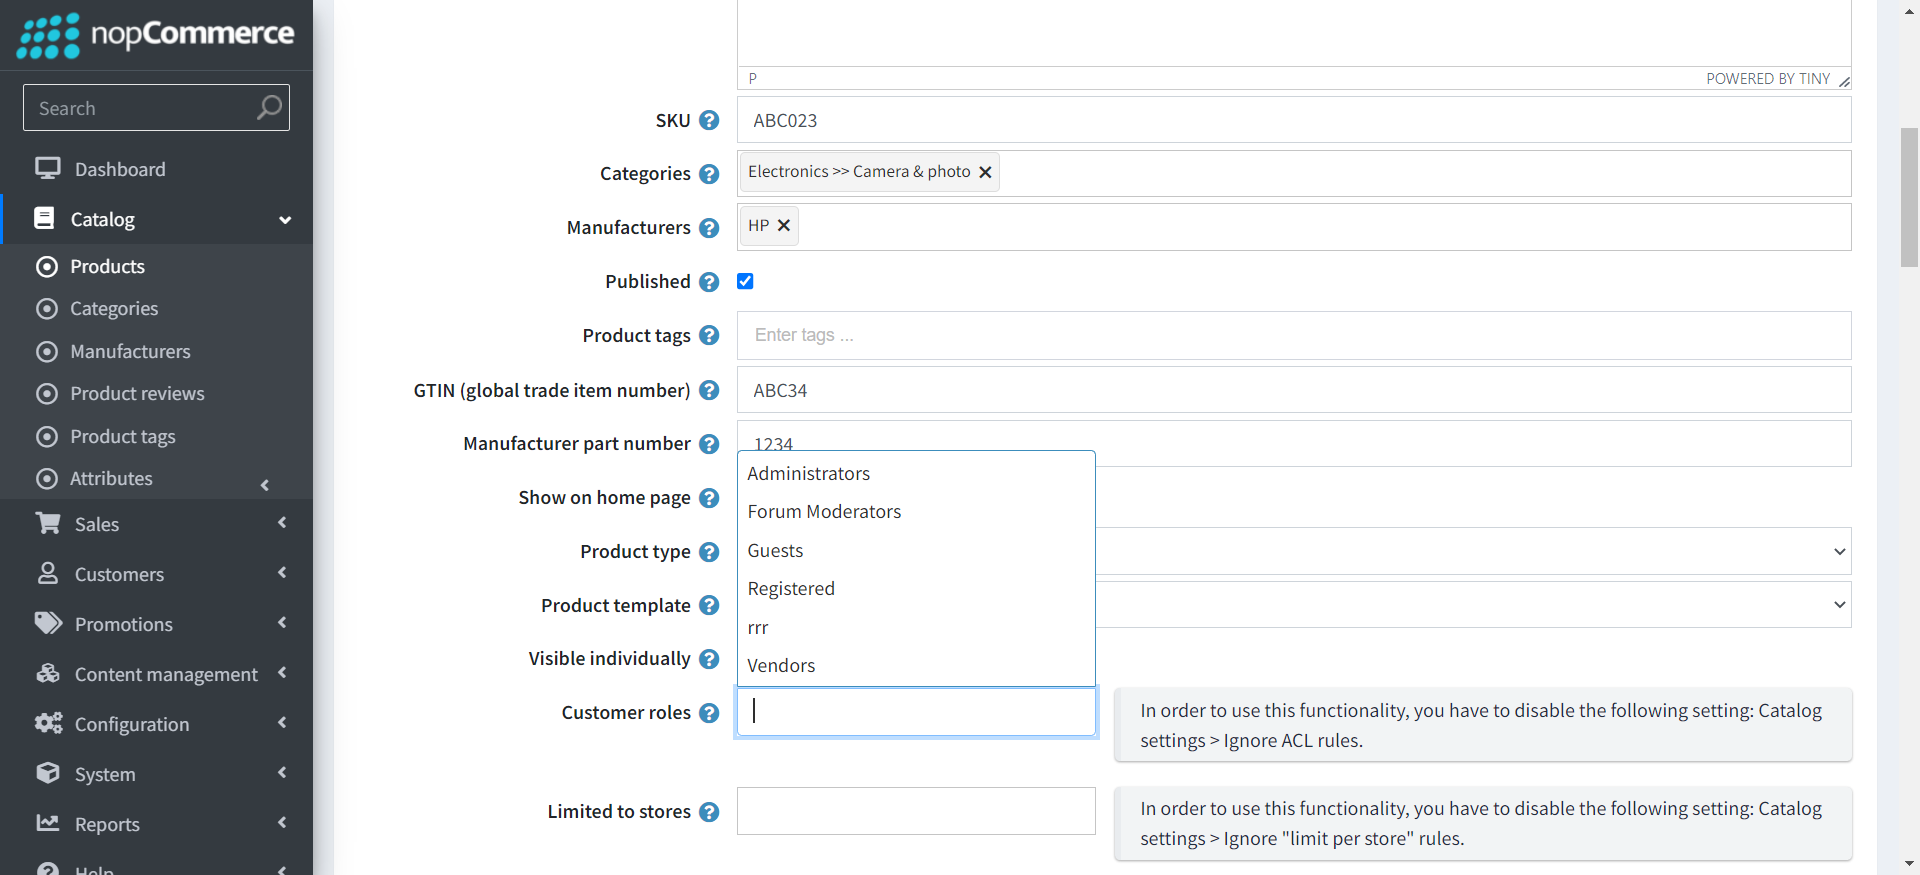 nopCommerce
Search
Dashboard
Catalog
Products
Categories
Manufacturers
Product reviews
Product tags
Attributes
Sales
Customers
Promotions
Content management
Configuration
System
Reports
Help
P
POWERED BY TINY
SKU
ABC023
Categories
Electronics >> Camera & photo
Manufacturers
HP
Published
Product tags
Enter tags ...
GTIN (global trade item number)
ABC34
Manufacturer part number
1234
Administrators
Show on home page
Forum Moderators
Product type
Guests
Product template
Registered
rrr
Visible individually
Vendors
Customer roles
In order to use this functionality, you have to disable the following setting: Catalog
settings > Ignore ACL rules.
Limited to stores
In order to use this functionality, you have to disable the following setting: Catalog
settings > Ignore "limit per store" rules.